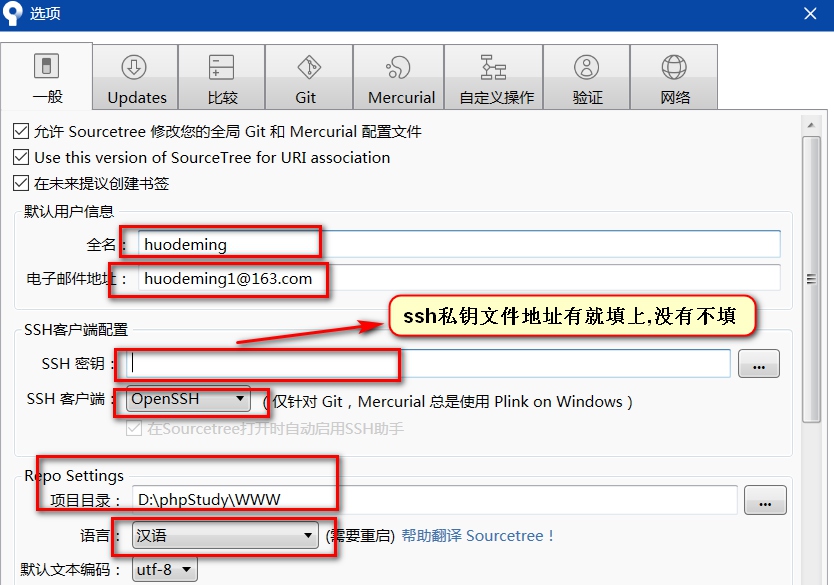 选项
一般
Updates
比较
Git
Mercurial
自定义操作
验证
网络
允许 Sourcetree 修改您的全局 Git 和 Mercurial 配置文件
Use this version of SourceTree for URI association
在未来提议创建书签
默认用户信息
全名：
huodeming
电子邮件地址：
huodeming1@163.com
ssh私钥文件地址有就填上,没有不填
SSH客户端配置
SSH 密钥：
...
SSH 客户端：
OpenSSH
（仅针对 Git，Mercurial 总是使用 Plink on Windows）
在Sourcetree打开时自动启用SSH助手
Repo Settings
项目目录：
D:\phpStudy\WWW
...
语言：
汉语
(需要重启)
帮助翻译 Sourcetree！
默认文本编码：
utf-8